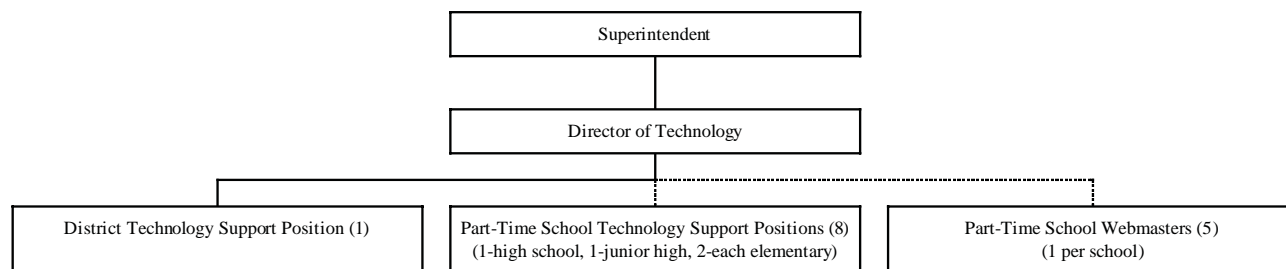 Superintendent
Director of Technology
District Technology Support Position (1)
Part-Time School Technology Support Positions (8)
(1-high school, 1-junior high, 2-each elementary)
Part-Time School Webmasters (5)
(1 per school)